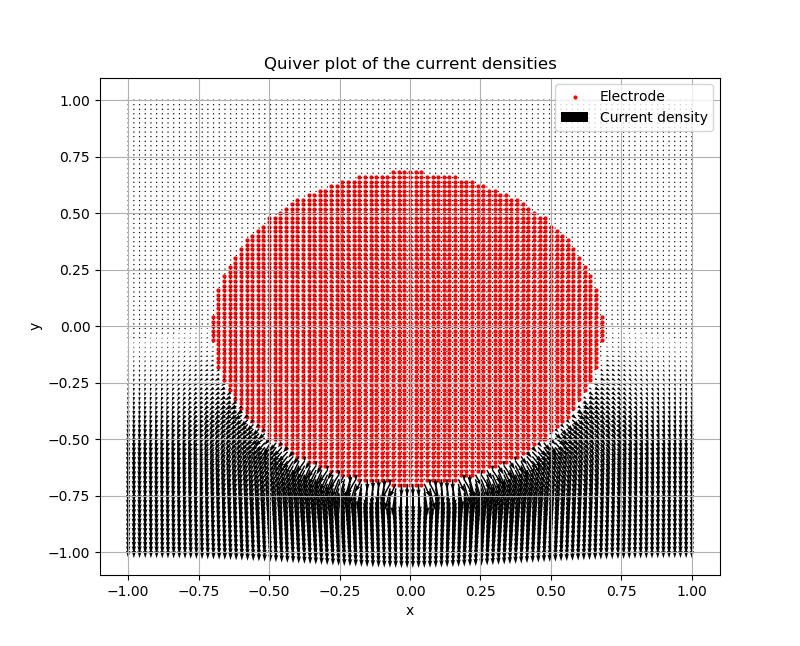 Quiver plot of the current densities
Electrode
Current density
1.00
0.75
0.50
0.25
0.00
−0.25
−0.50
−0.75
−1.00
y
−1.00 −0.75 −0.50 −0.25 0.00 0.25 0.50 0.75 1.00
x